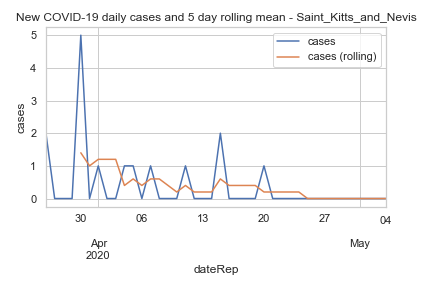 New COVID-19 daily cases and 5 day rolling mean - Saint_Kitts_and_Nevis
cases
cases (rolling)
5
4
3
2
1
0
cases
30 06 13 20 27 04
Apr May
2020
dateRep